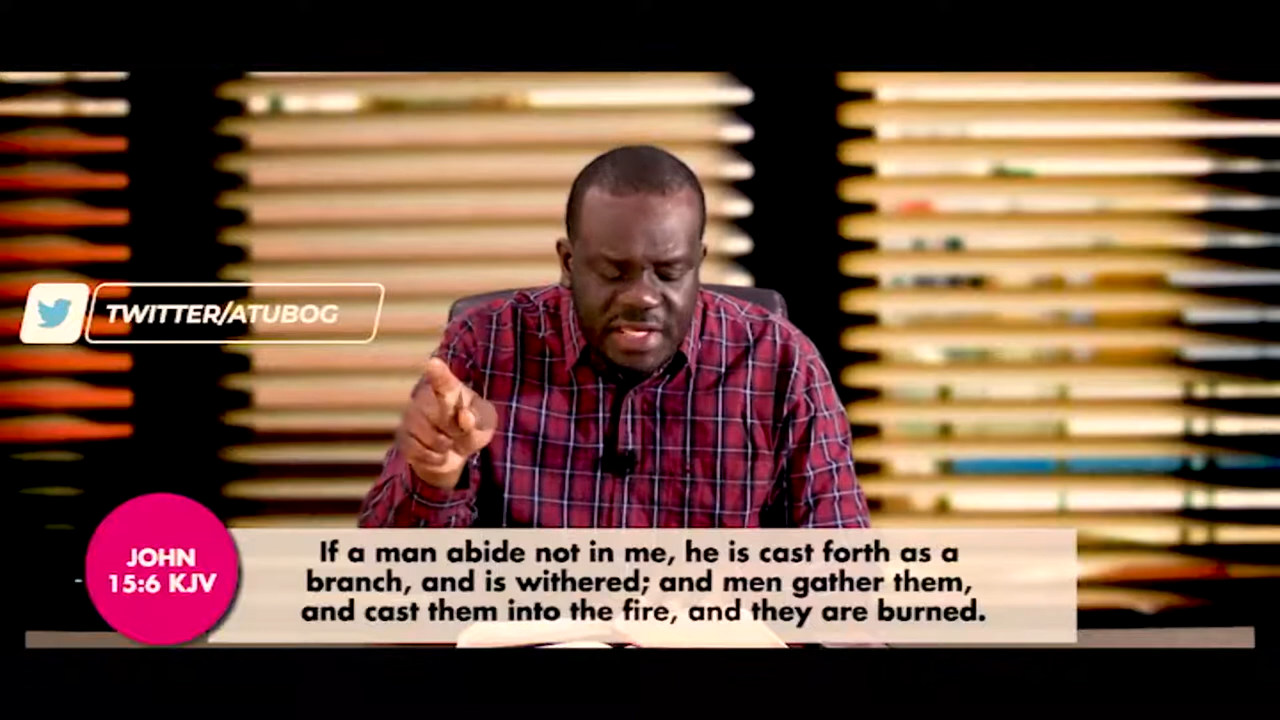 TWITTER/ATUBOG
JOHN
15:6 KJV
If a man abide not in me, he is cast forth as a
branch, and is withered; and men gather them,
and cast them into the fire, and they are burned.